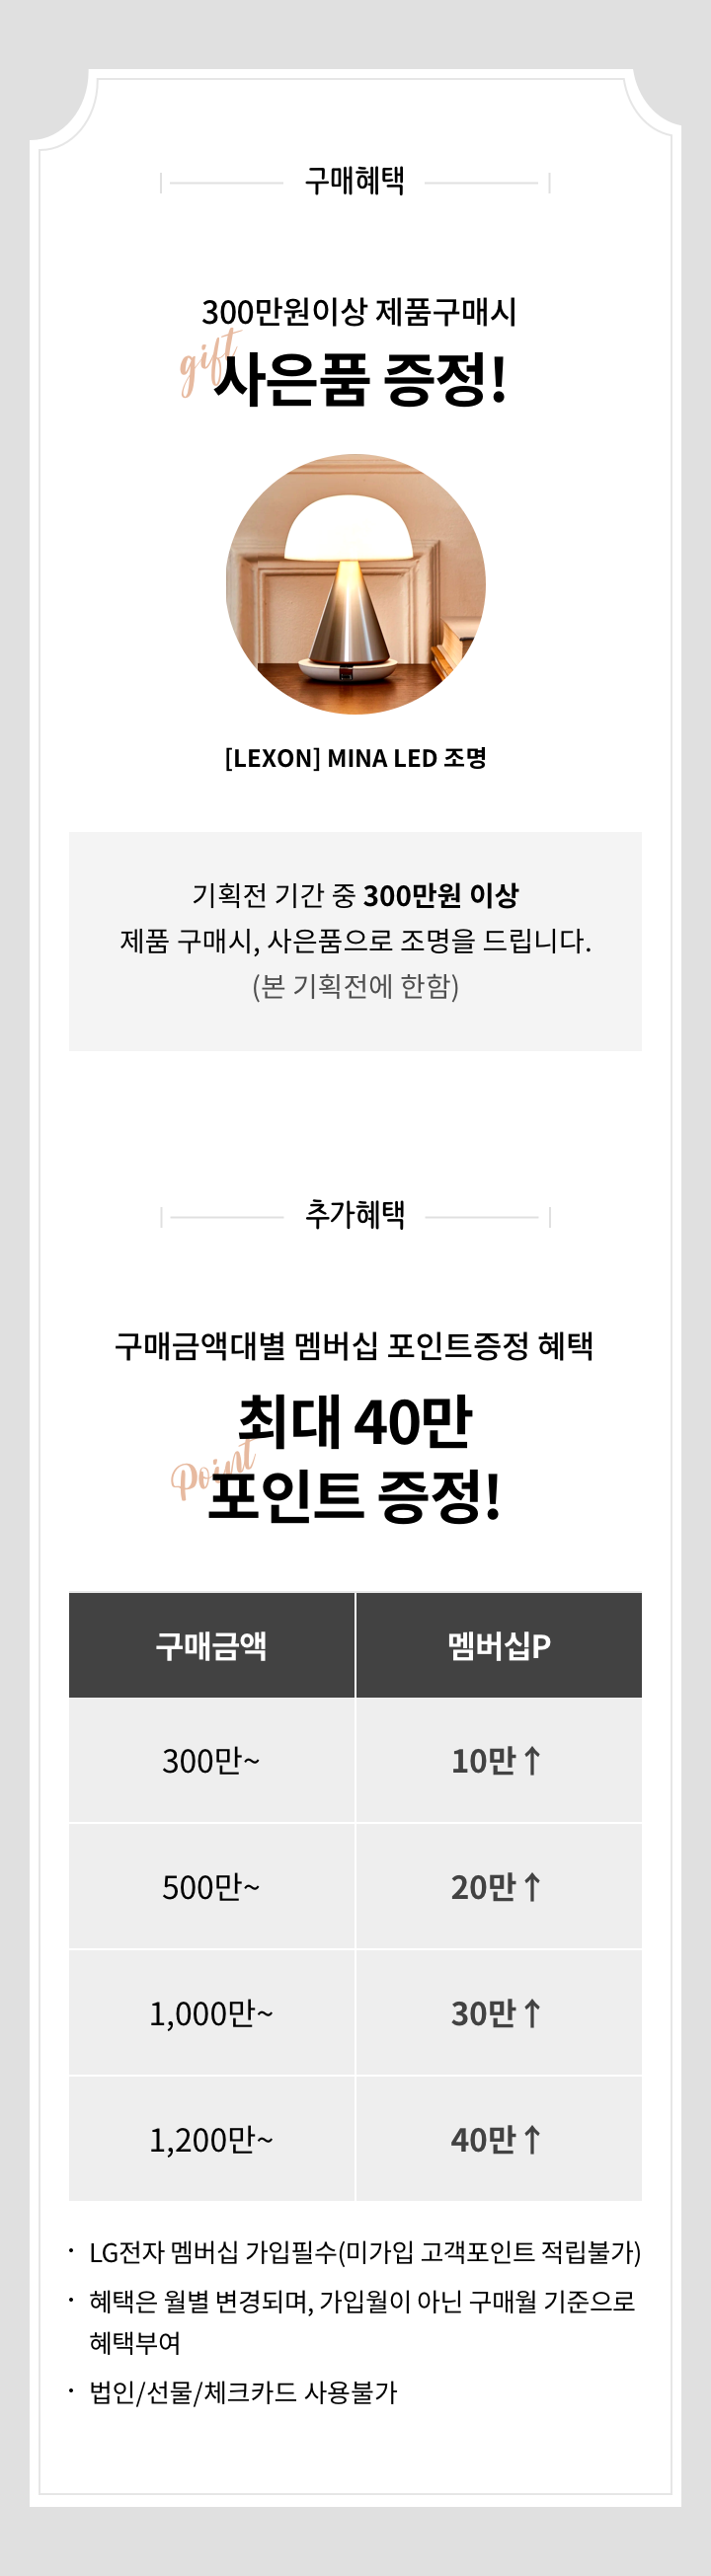 구매혜택
300만원이상 제품구매시
gift
사은품 증정!
[LEXON] MINA LED 조명
기획전 기간 중 300만원 이상
제품 구매시, 사은품으로 조명을 드립니다.
(본 기획전에 한함)
추가혜택
구매금액대별 멤버십 포인트증정 혜택
최대 40만
Point
포인트 증정!
구매금액 멤버십P
300만~ 10만↑
500만~ 20만↑
1,000만~ 30만↑
1,200만~ 40만↑
· LG전자 멤버십 가입필수(미가입 고객포인트 적립불가)
· 혜택은 월별 변경되며, 가입월이 아닌 구매월 기준으로
혜택부여
· 법인/선물/체크카드 사용불가